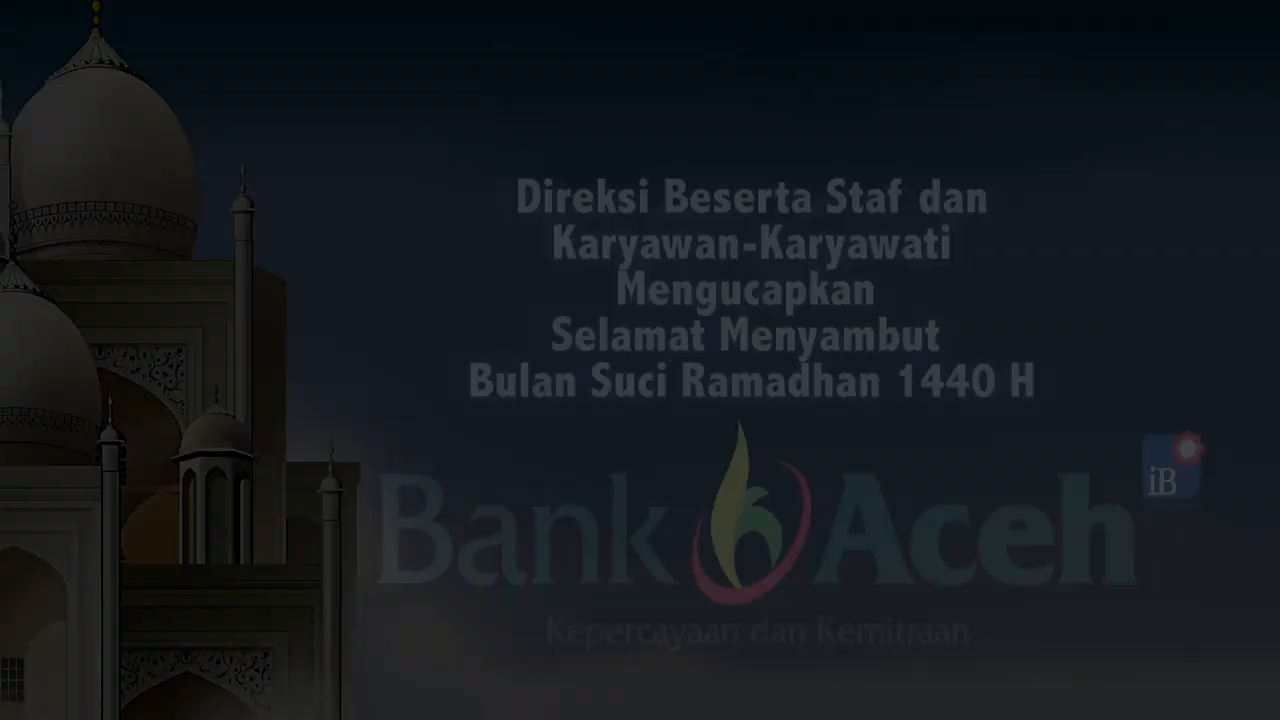 Direksi Beserta Staf dan
Karyawan-Karyawati
Mengucapkan
Selamat Menyambut
Bulan Suci Ramadhan 1440 H
Bank Aceh
iB
Kepercayaan dan Kemitraan